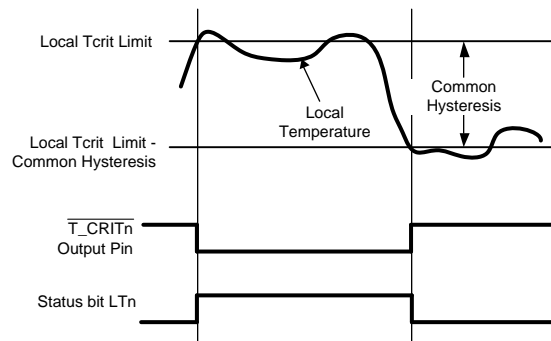 Local Tcrit Limit
Common
Hysteresis
Local
Temperature
Local Tcrit Limit -
Common Hysteresis
T_CRITn
Output Pin
Status bit LTn